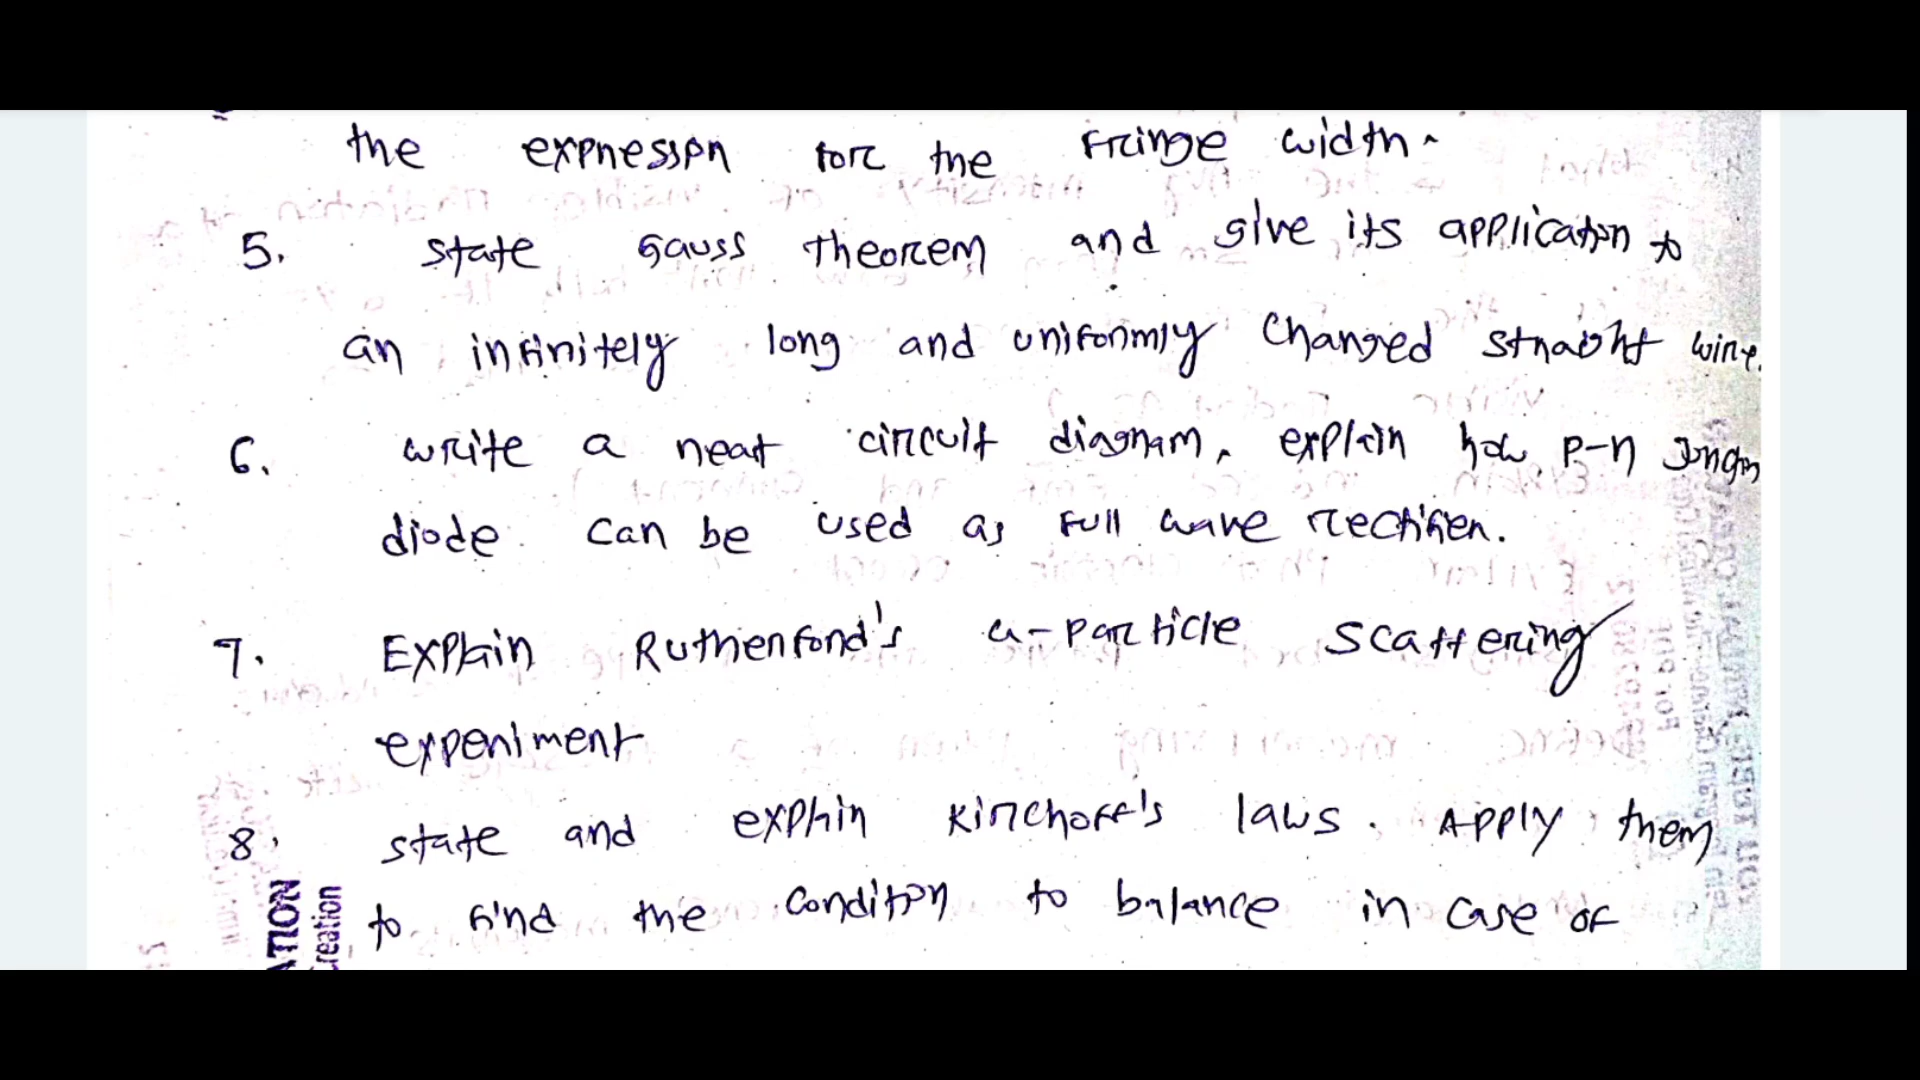 the expression for the Fringe width.
5. state Gauss Theorem and give its application to
an infinitely long and uniformly charged straight wire.
6. write a neat circuit diagram, explain how p-n
diode can be used as Full wave rectifier.
7. Explain Rutherford's α-particle scattering
experiment
8. state and explain Kirchoff's laws. Apply them
to find the condition to balance in case of
ATION
creation